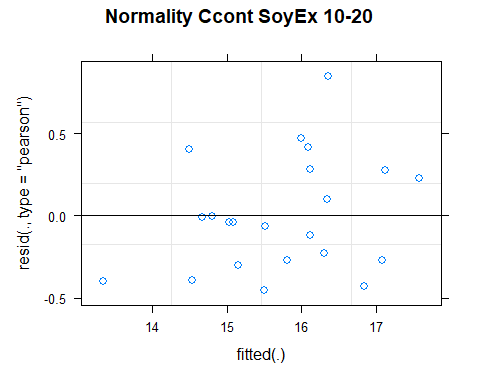 Normality Ccont SoyEx 10-20
resid(., type = "pearson")
0.5
0.0
-0.5
14 15 16 17
fitted(.)